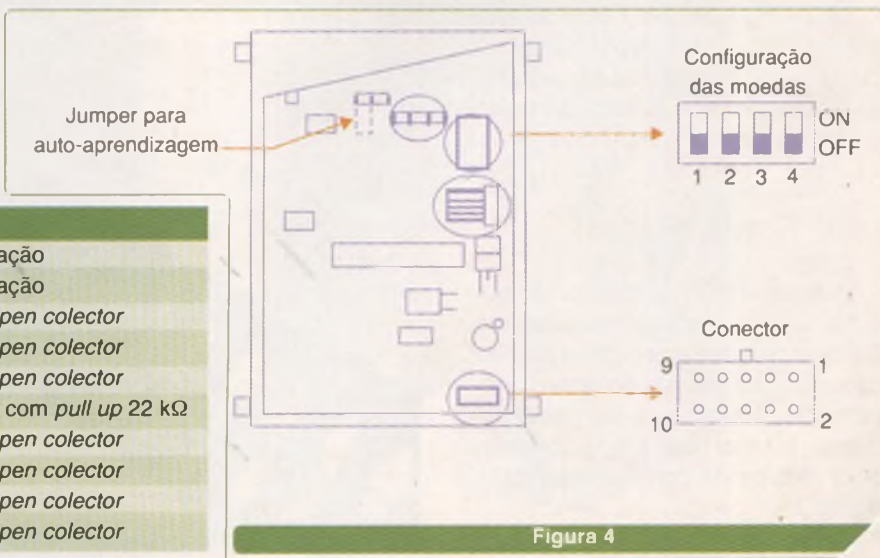 Jumper para
auto-aprendizagem
Configuração
das moedas
ON
OFF
1 2 3 4
Conector
9 1
10 2
ação
ação
pen colector
pen colector
pen colector
com pull up 22 kΩ
pen colector
pen colector
pen colector
pen colector
Figura 4